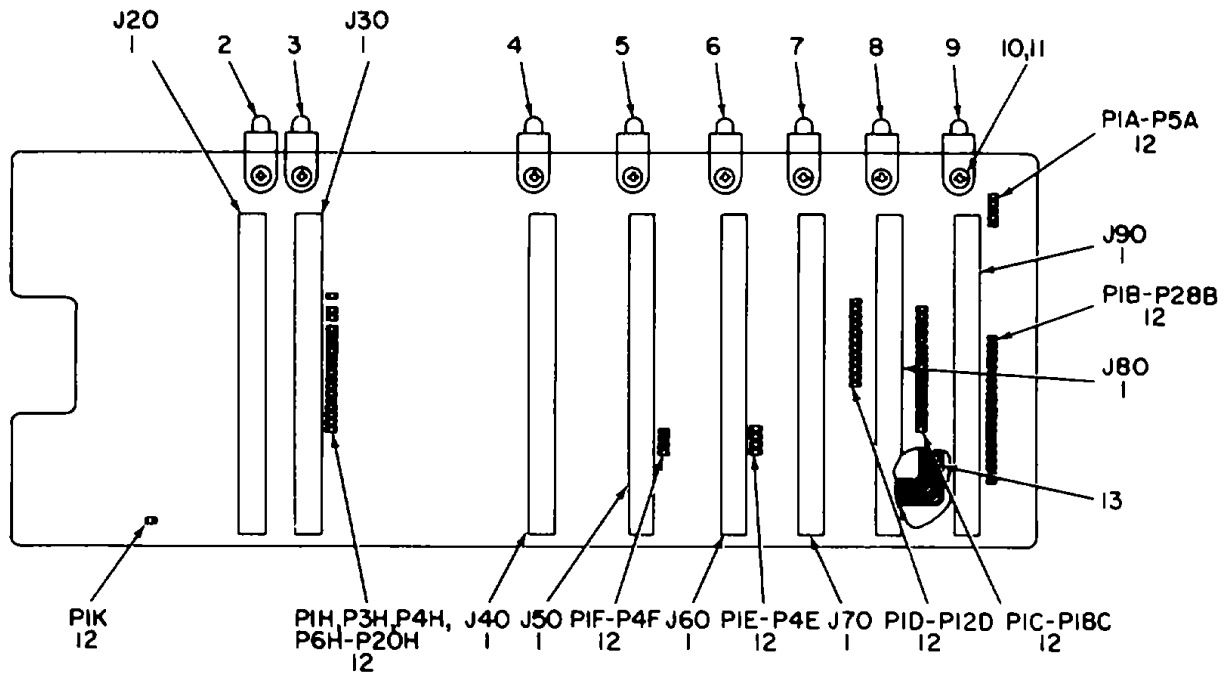 J20
1
2
3
J30
1
4
5
6
7
8
9
10,11
P1A-P5A
12
J90
1
P1B-P28B
12
J80
1
13
P1K
12
P1H, P3H, P4H,
P6H-P20H
12
J40
1
J50
1
P1F-P4F
12
J60
1
P1E-P4E
12
J70
1
P1D-P12D
12
P1C-P18C
12